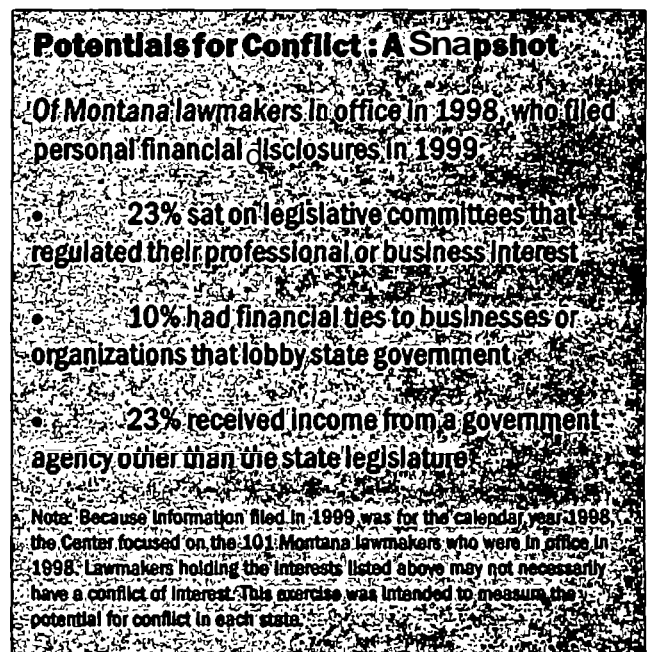 Potentials for Conflict : A Snapshot
Of Montana lawmakers in office in 1998, who filed
personal financial disclosures in 1999:
• 23% sat on legislative committees that
regulated their professional or business interest
• 10% had financial ties to businesses or
organizations that lobby state government
• 23% received income from a government
agency other than the state legislature
Note: Because information filed in 1999 was for the calendar year 1998,
the Center focused on the 101 Montana lawmakers who were in office in
1998. Lawmakers holding the interests listed above may not necessarily
have a conflict of interest. This exercise was intended to measure the
potential for conflict in each state.